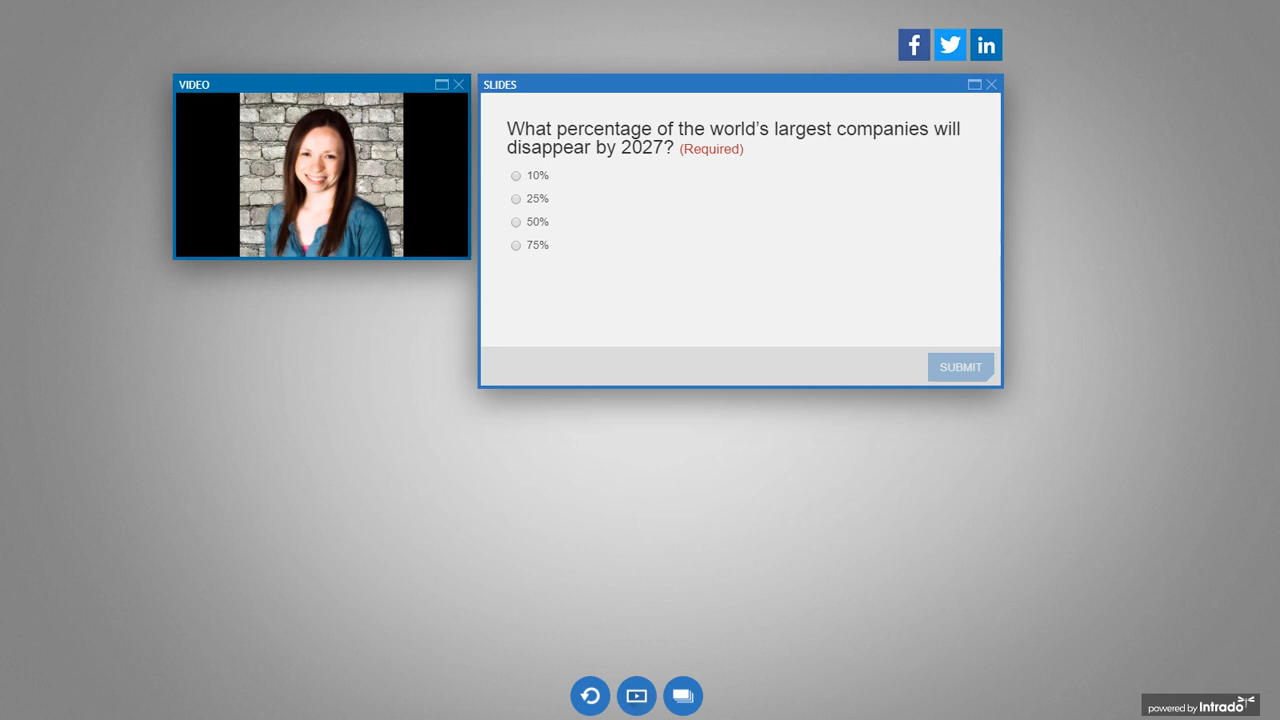 VIDEO
SLIDES
What percentage of the world's largest companies will
disappear by 2027? (Required)
10%
25%
50%
75%
SUBMIT
powered by Intrado